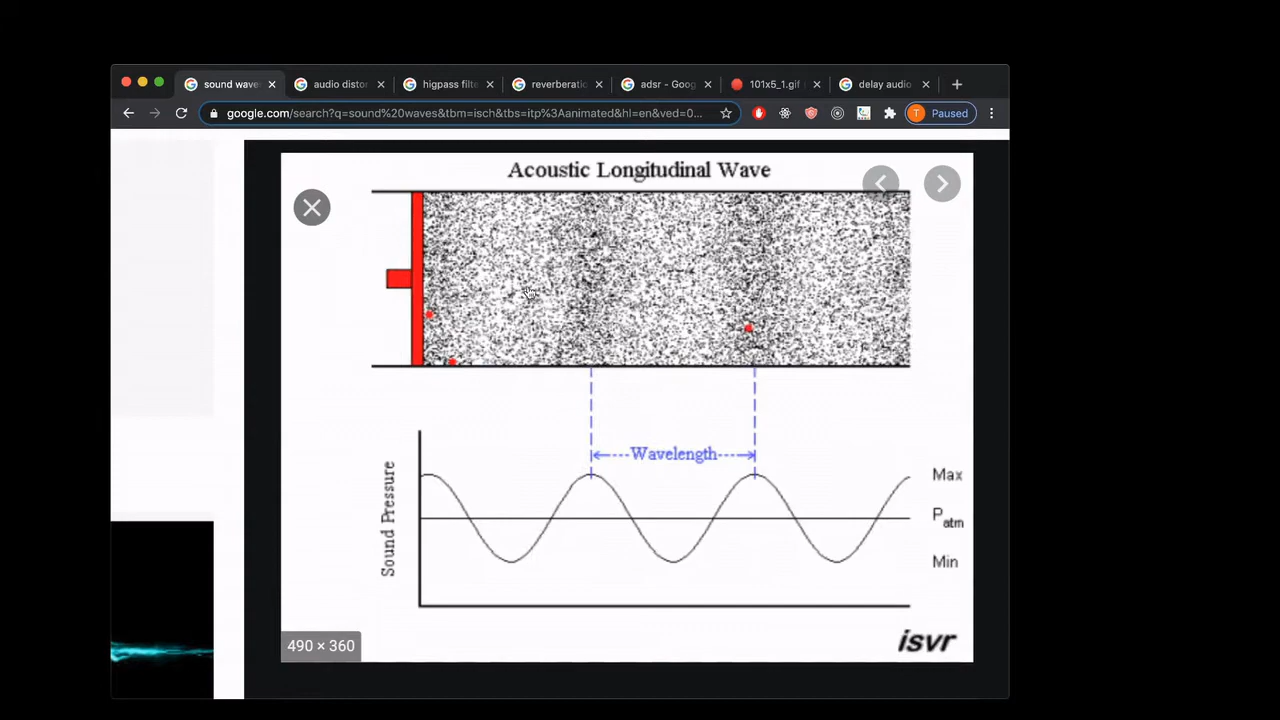 sound wave
audio distor
higpass filte
reverberatio
adsr - Goog
101x5_1.gif
delay audio
google.com/search?q=sound%20waves&tbm=isch&tbs=itp%3Aanimated&hl=en&ved=0...
T Paused
Acoustic Longitudinal Wave
Wavelength
Sound Pressure
Max
Patm
Min
isvr
490 × 360